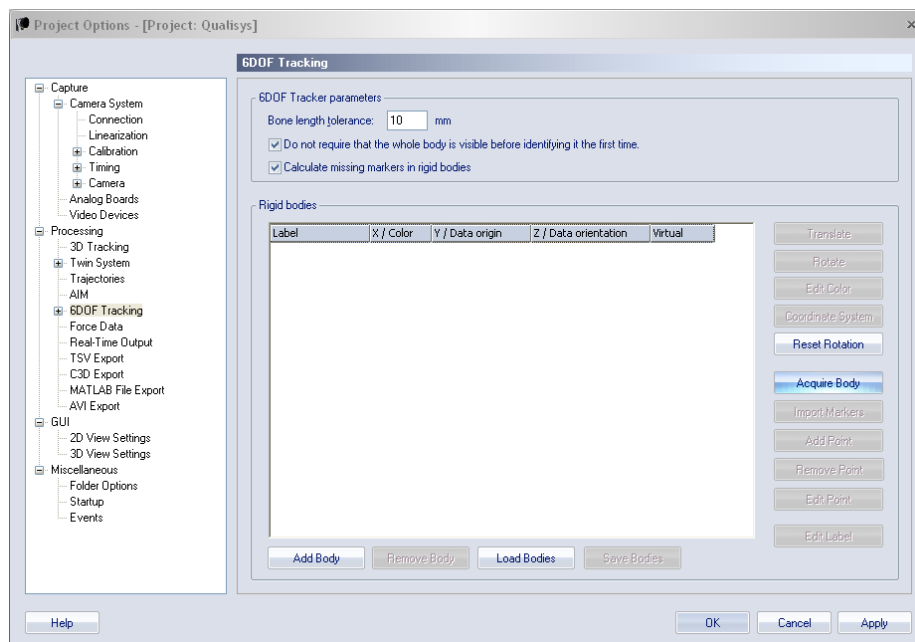 Project Options - [Project: Qualisys]
6DOF Tracking
Capture
Camera System
Connection
Linearization
Calibration
Timing
Camera
Analog Boards
Video Devices
Processing
3D Tracking
Twin System
Trajectories
AIM
6DOF Tracking
Force Data
Real-Time Output
TSV Export
C3D Export
MATLAB File Export
AVI Export
GUI
2D View Settings
3D View Settings
Miscellaneous
Folder Options
Startup
Events
6DOF Tracker parameters
Bone length tolerance: 10 mm
Do not require that the whole body is visible before identifying it the first time.
Calculate missing markers in rigid bodies
Rigid bodies
Label X / Color Y / Data origin Z / Data orientation Virtual
Translate
Rotate
Edit Color
Coordinate System
Reset Rotation
Acquire Body
Import Markers
Add Point
Remove Point
Edit Point
Edit Label
Add Body Remove Body Load Bodies Save Bodies
Help OK Cancel Apply